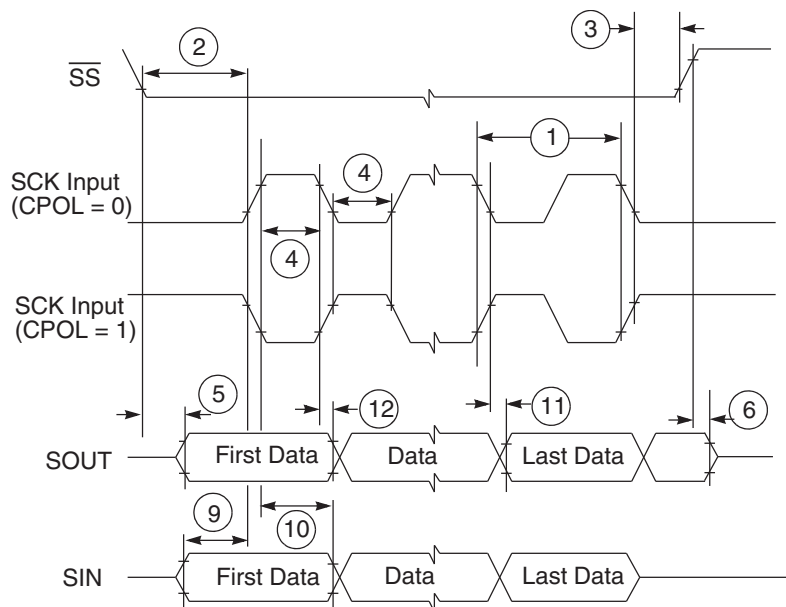 2
3
SS
1
SCK Input
(CPOL = 0)
4
4
SCK Input
(CPOL = 1)
5
12
11
6
SOUT
First Data
Data
Last Data
9
10
SIN
First Data
Data
Last Data